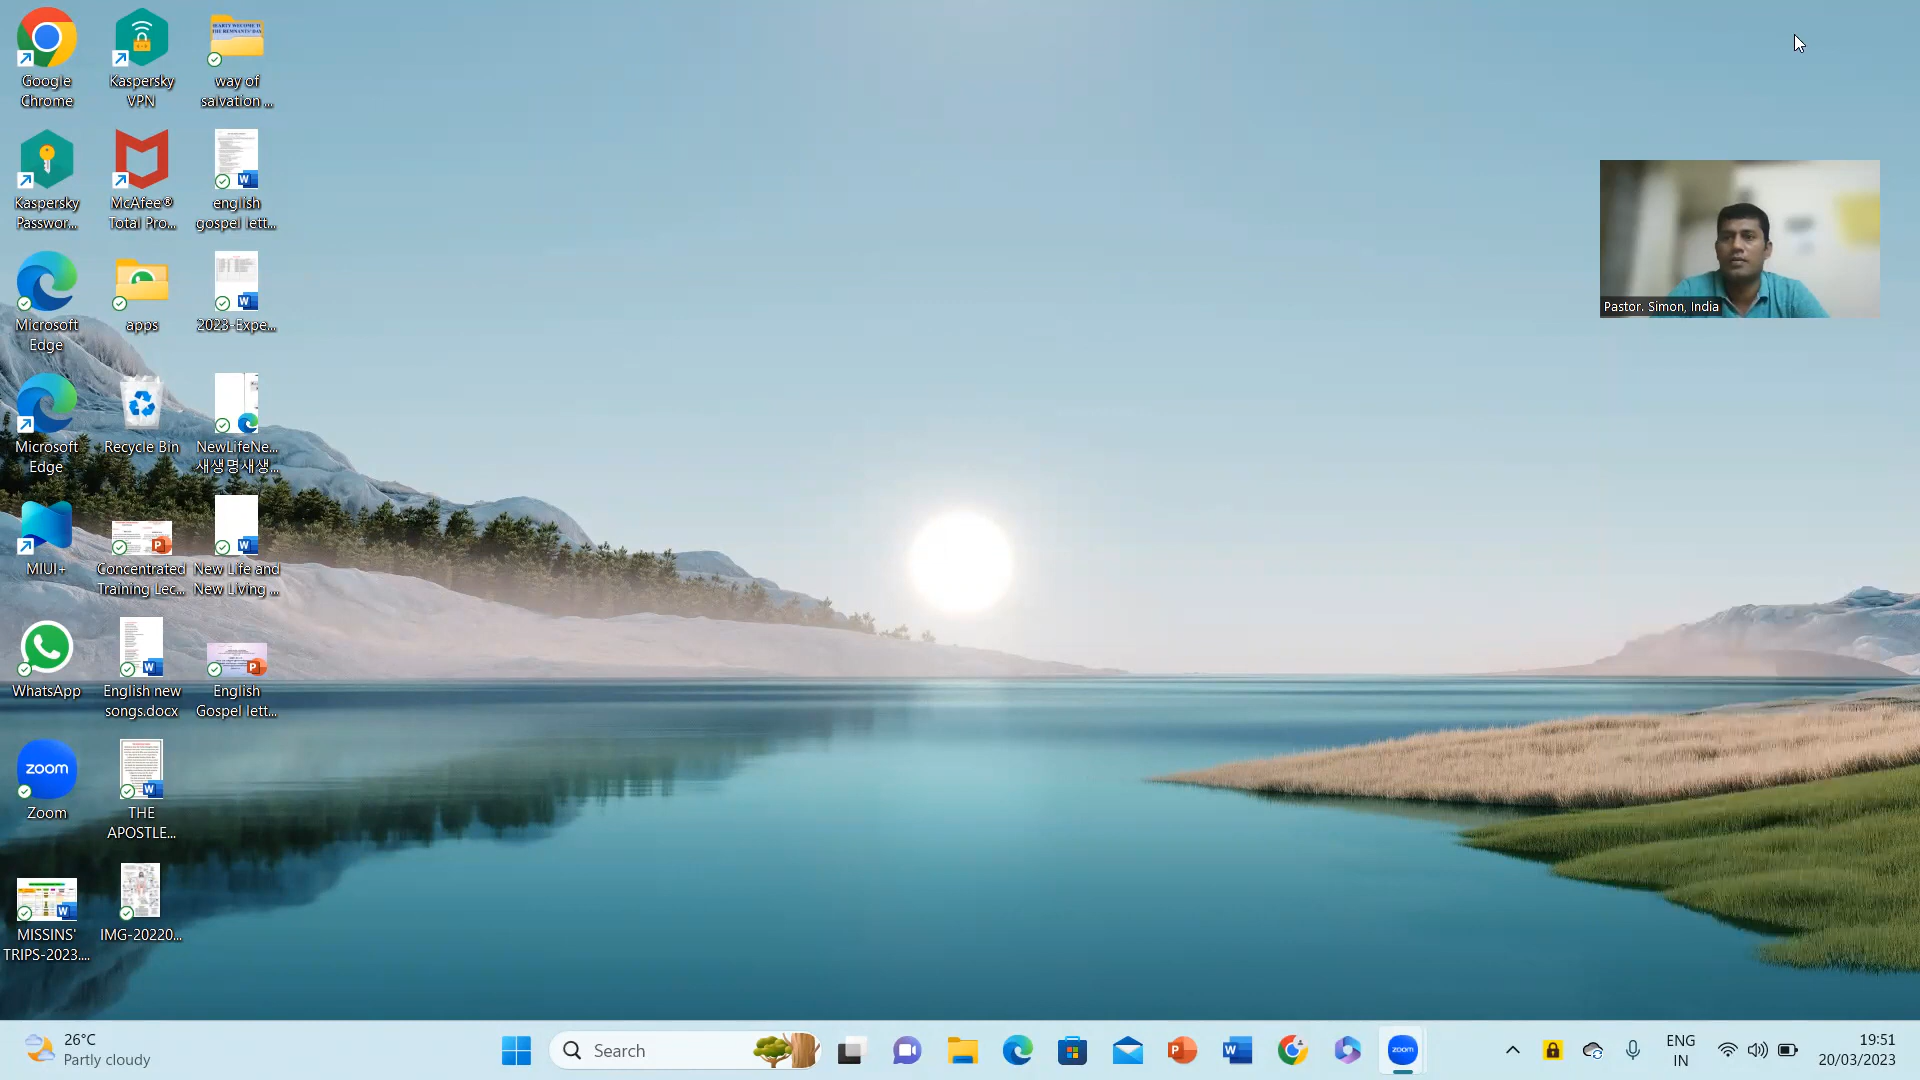 Google
Chrome
Kaspersky
VPN
way of
salvation ...
Kaspersky
Passwor...
McAfee®
Total Pro...
english
gospel lett...
Microsoft
Edge
apps
2023-Expe...
Microsoft
Edge
Recycle Bin
NewLifeNe...
새생명새생...
MIUI+
Concentrated
Training Lec...
New Life and
New Living ...
WhatsApp
English new
songs.docx
English
Gospel lett...
zoom
Zoom
THE
APOSTLE...
MISSINS'
TRIPS-2023....
IMG-20220...
Pastor. Simon, India
26°C
Partly cloudy
Search
zoom
ENG
IN
19:51
20/03/2023